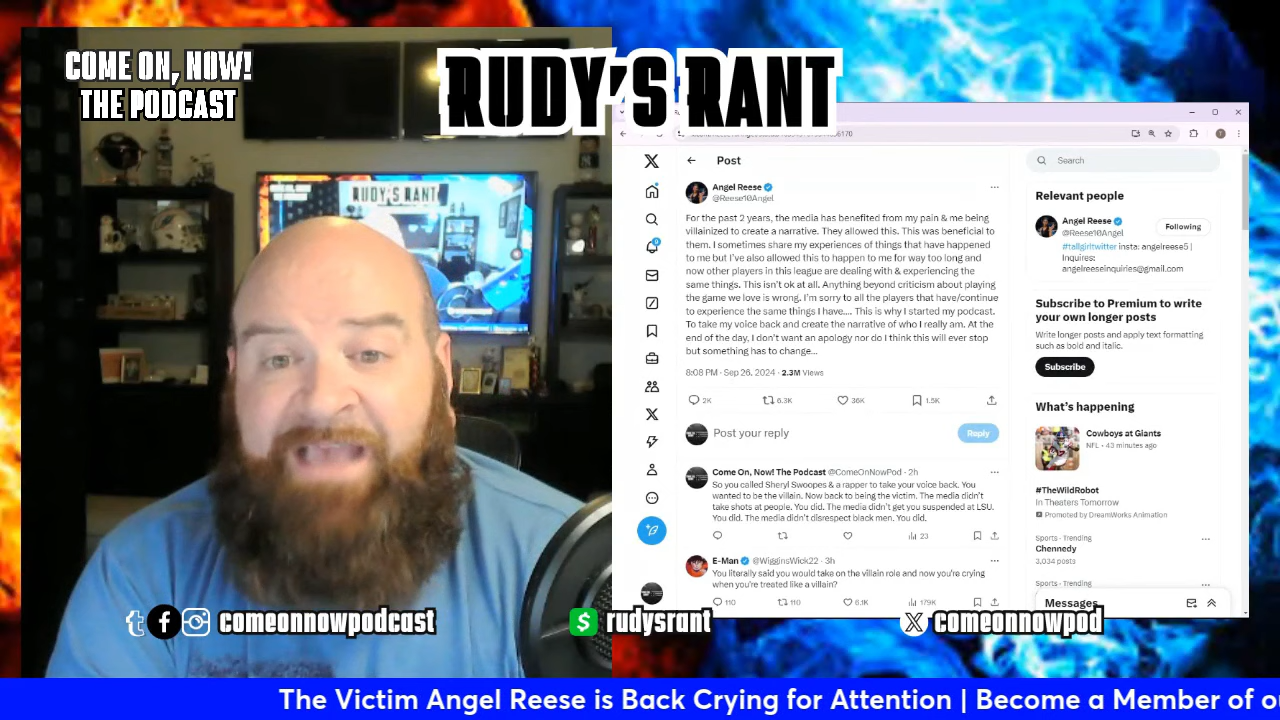 COME ON, NOW!
THE PODCAST
RUDY'S RANT
RUDY'S RANT
Post
Search
Angel Reese
@Reese10Angel
For the past 2 years, the media has benefited from my pain & me being
villainized to create a narrative. They allowed this. This was beneficial to
them. I sometimes share my experiences of things that have happened
to me but I've also allowed this to happen to me for way too long and
now other players in this league are dealing with & experiencing the
same things. This isn't ok at all. Anything beyond criticism about playing
the game we love is wrong. I'm sorry to all the players that have/continue
to experience the same things I have.... This is why I started my podcast.
To take my voice back and create the narrative of who I really am. At the
end of the day, I don't want an apology nor do I think this will ever stop
but something has to change...
8:08 PM · Sep 26, 2024 · 2.3M Views
2K 6.3K 36K 1.5K
Post your reply
Reply
Come On, Now! The Podcast @ComeOnNowPod · 2h
So you called Sheryl Swoopes & a rapper to take your voice back. You
wanted to be the villain. Now back to being the victim. The media didn't
take shots at people. You did. The media didn't get you suspended at LSU.
You did. The media didn't disrespect black men. You did.
23
E-Man @WigginsWick22 · 3h
You literally said you would take on the villain role and now you're crying
when you're treated like a villain?
110 110 6.1K 179K
Relevant people
Angel Reese
@Reese10Angel
Following
#tallgirltwitter insta: angelreese5 |
Inquires:
angelreeseinquiries@gmail.com
Subscribe to Premium to write
your own longer posts
Write longer posts and apply text formatting
such as bold and italic.
Subscribe
What's happening
Cowboys at Giants
NFL · 43 minutes ago
#TheWildRobot
In Theaters Tomorrow
Promoted by DreamWorks Animation
Sports · Trending
Chennedy
3,034 posts
Sports · Trending
Messages
comeonnowpodcast
rudysrant
comeonnowpod
The Victim Angel Reese is Back Crying for Attention | Become a Member of o